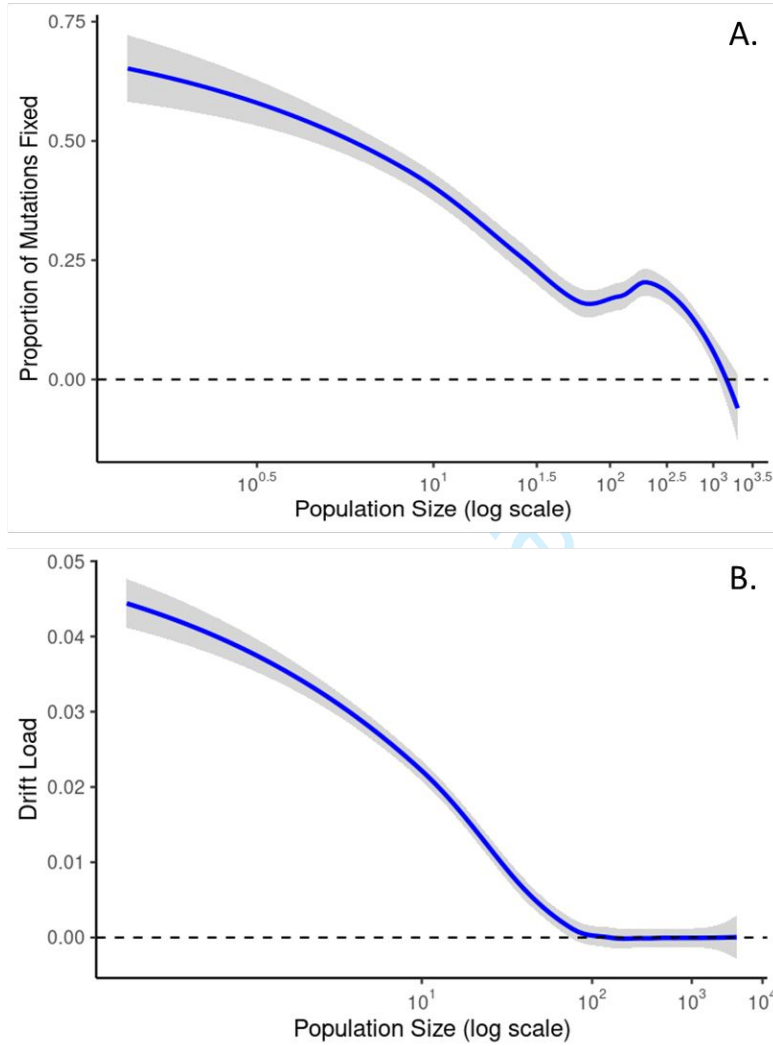 A.
Proportion of Mutations Fixed
0.75
0.50
0.25
0.00
10^0.5 10^1 10^1.5 10^2 10^2.5 10^3 10^3.5
Population Size (log scale)
B.
Drift Load
0.05
0.04
0.03
0.02
0.01
0.00
10^1 10^2 10^3 10^4
Population Size (log scale)